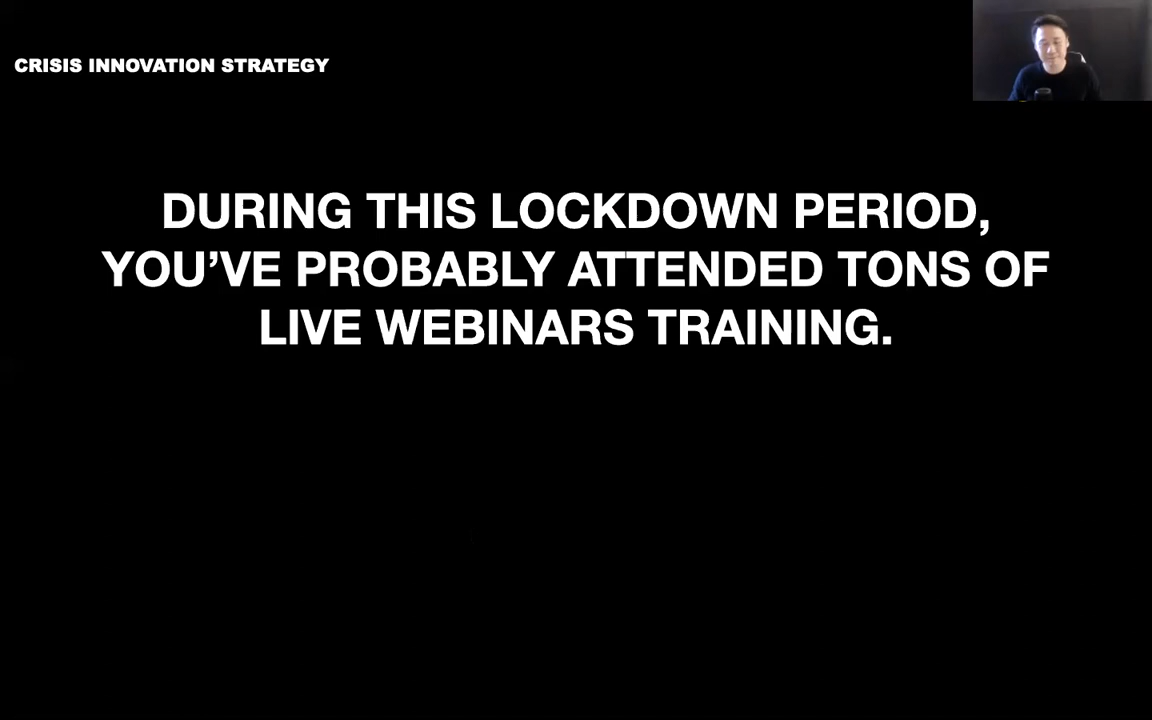 CRISIS INNOVATION STRATEGY
DURING THIS LOCKDOWN PERIOD,
YOU’VE PROBABLY ATTENDED TONS OF
LIVE WEBINARS TRAINING.